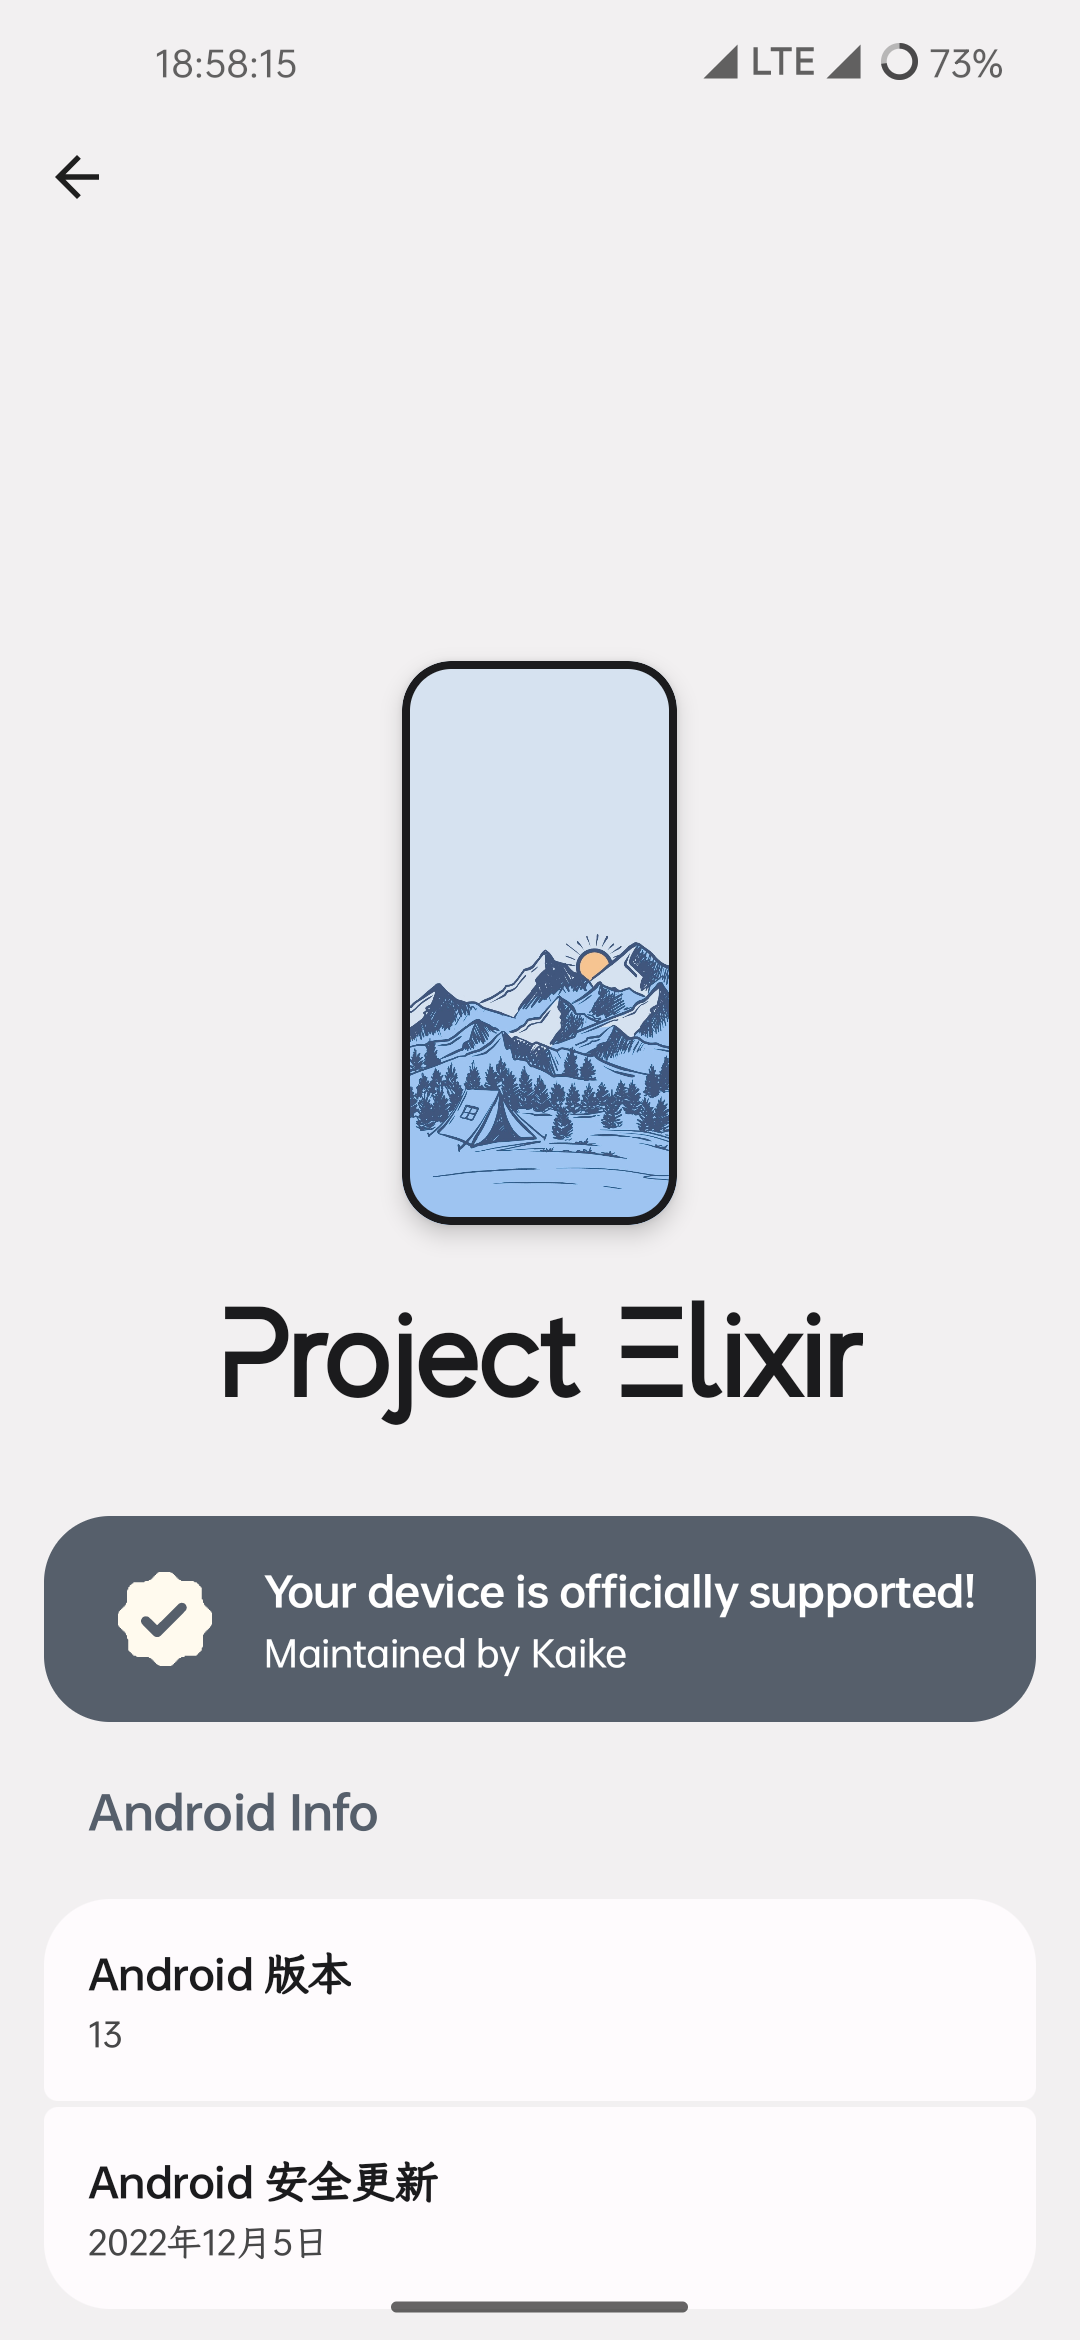 18:58:15
LTE 73%
Project Elixir
Your device is officially supported!
Maintained by Kaike
Android Info
Android 版本
13
Android 安全更新
2022年12月5日